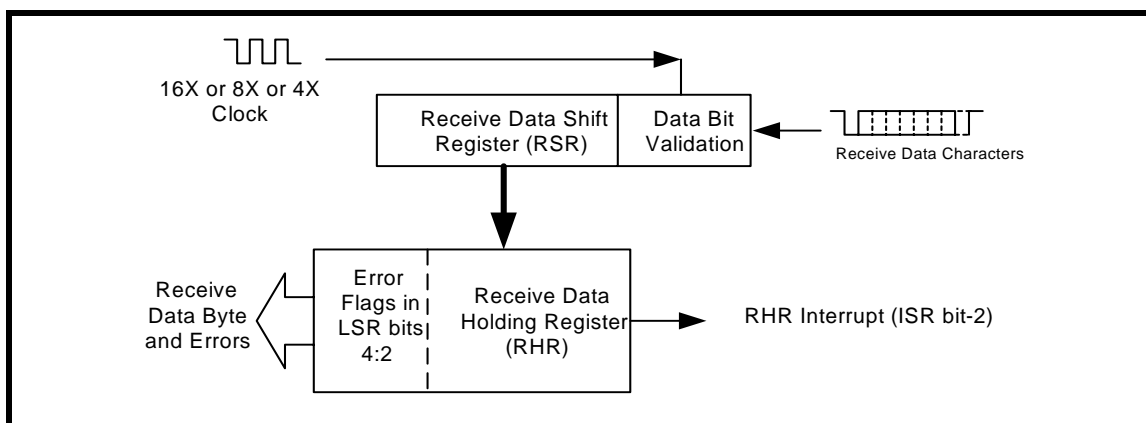 16X or 8X or 4X
Clock
Receive Data Shift
Register (RSR)
Data Bit
Validation
Receive Data Characters
Receive
Data Byte
and Errors
Error
Flags in
LSR bits
4:2
Receive Data
Holding Register
(RHR)
RHR Interrupt (ISR bit-2)